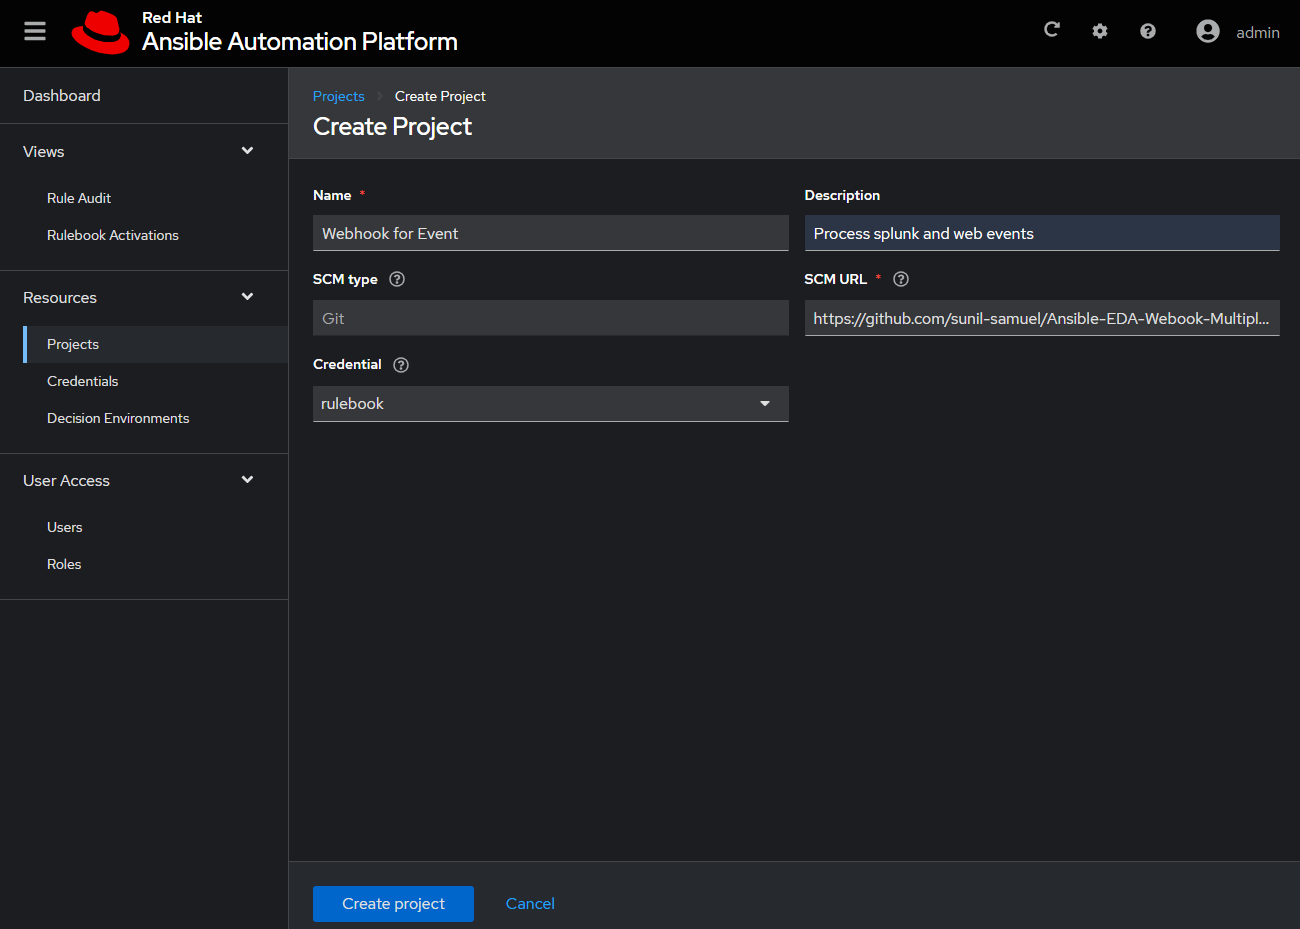 Red Hat
Ansible Automation Platform
admin
Dashboard
Views
Rule Audit
Rulebook Activations
Resources
Projects
Credentials
Decision Environments
User Access
Users
Roles
Projects > Create Project
Create Project
Name *
Webhook for Event
Description
Process splunk and web events
SCM type
Git
SCM URL *
https://github.com/sunil-samuel/Ansible-EDA-Webook-Multipl...
Credential
rulebook
Create project
Cancel